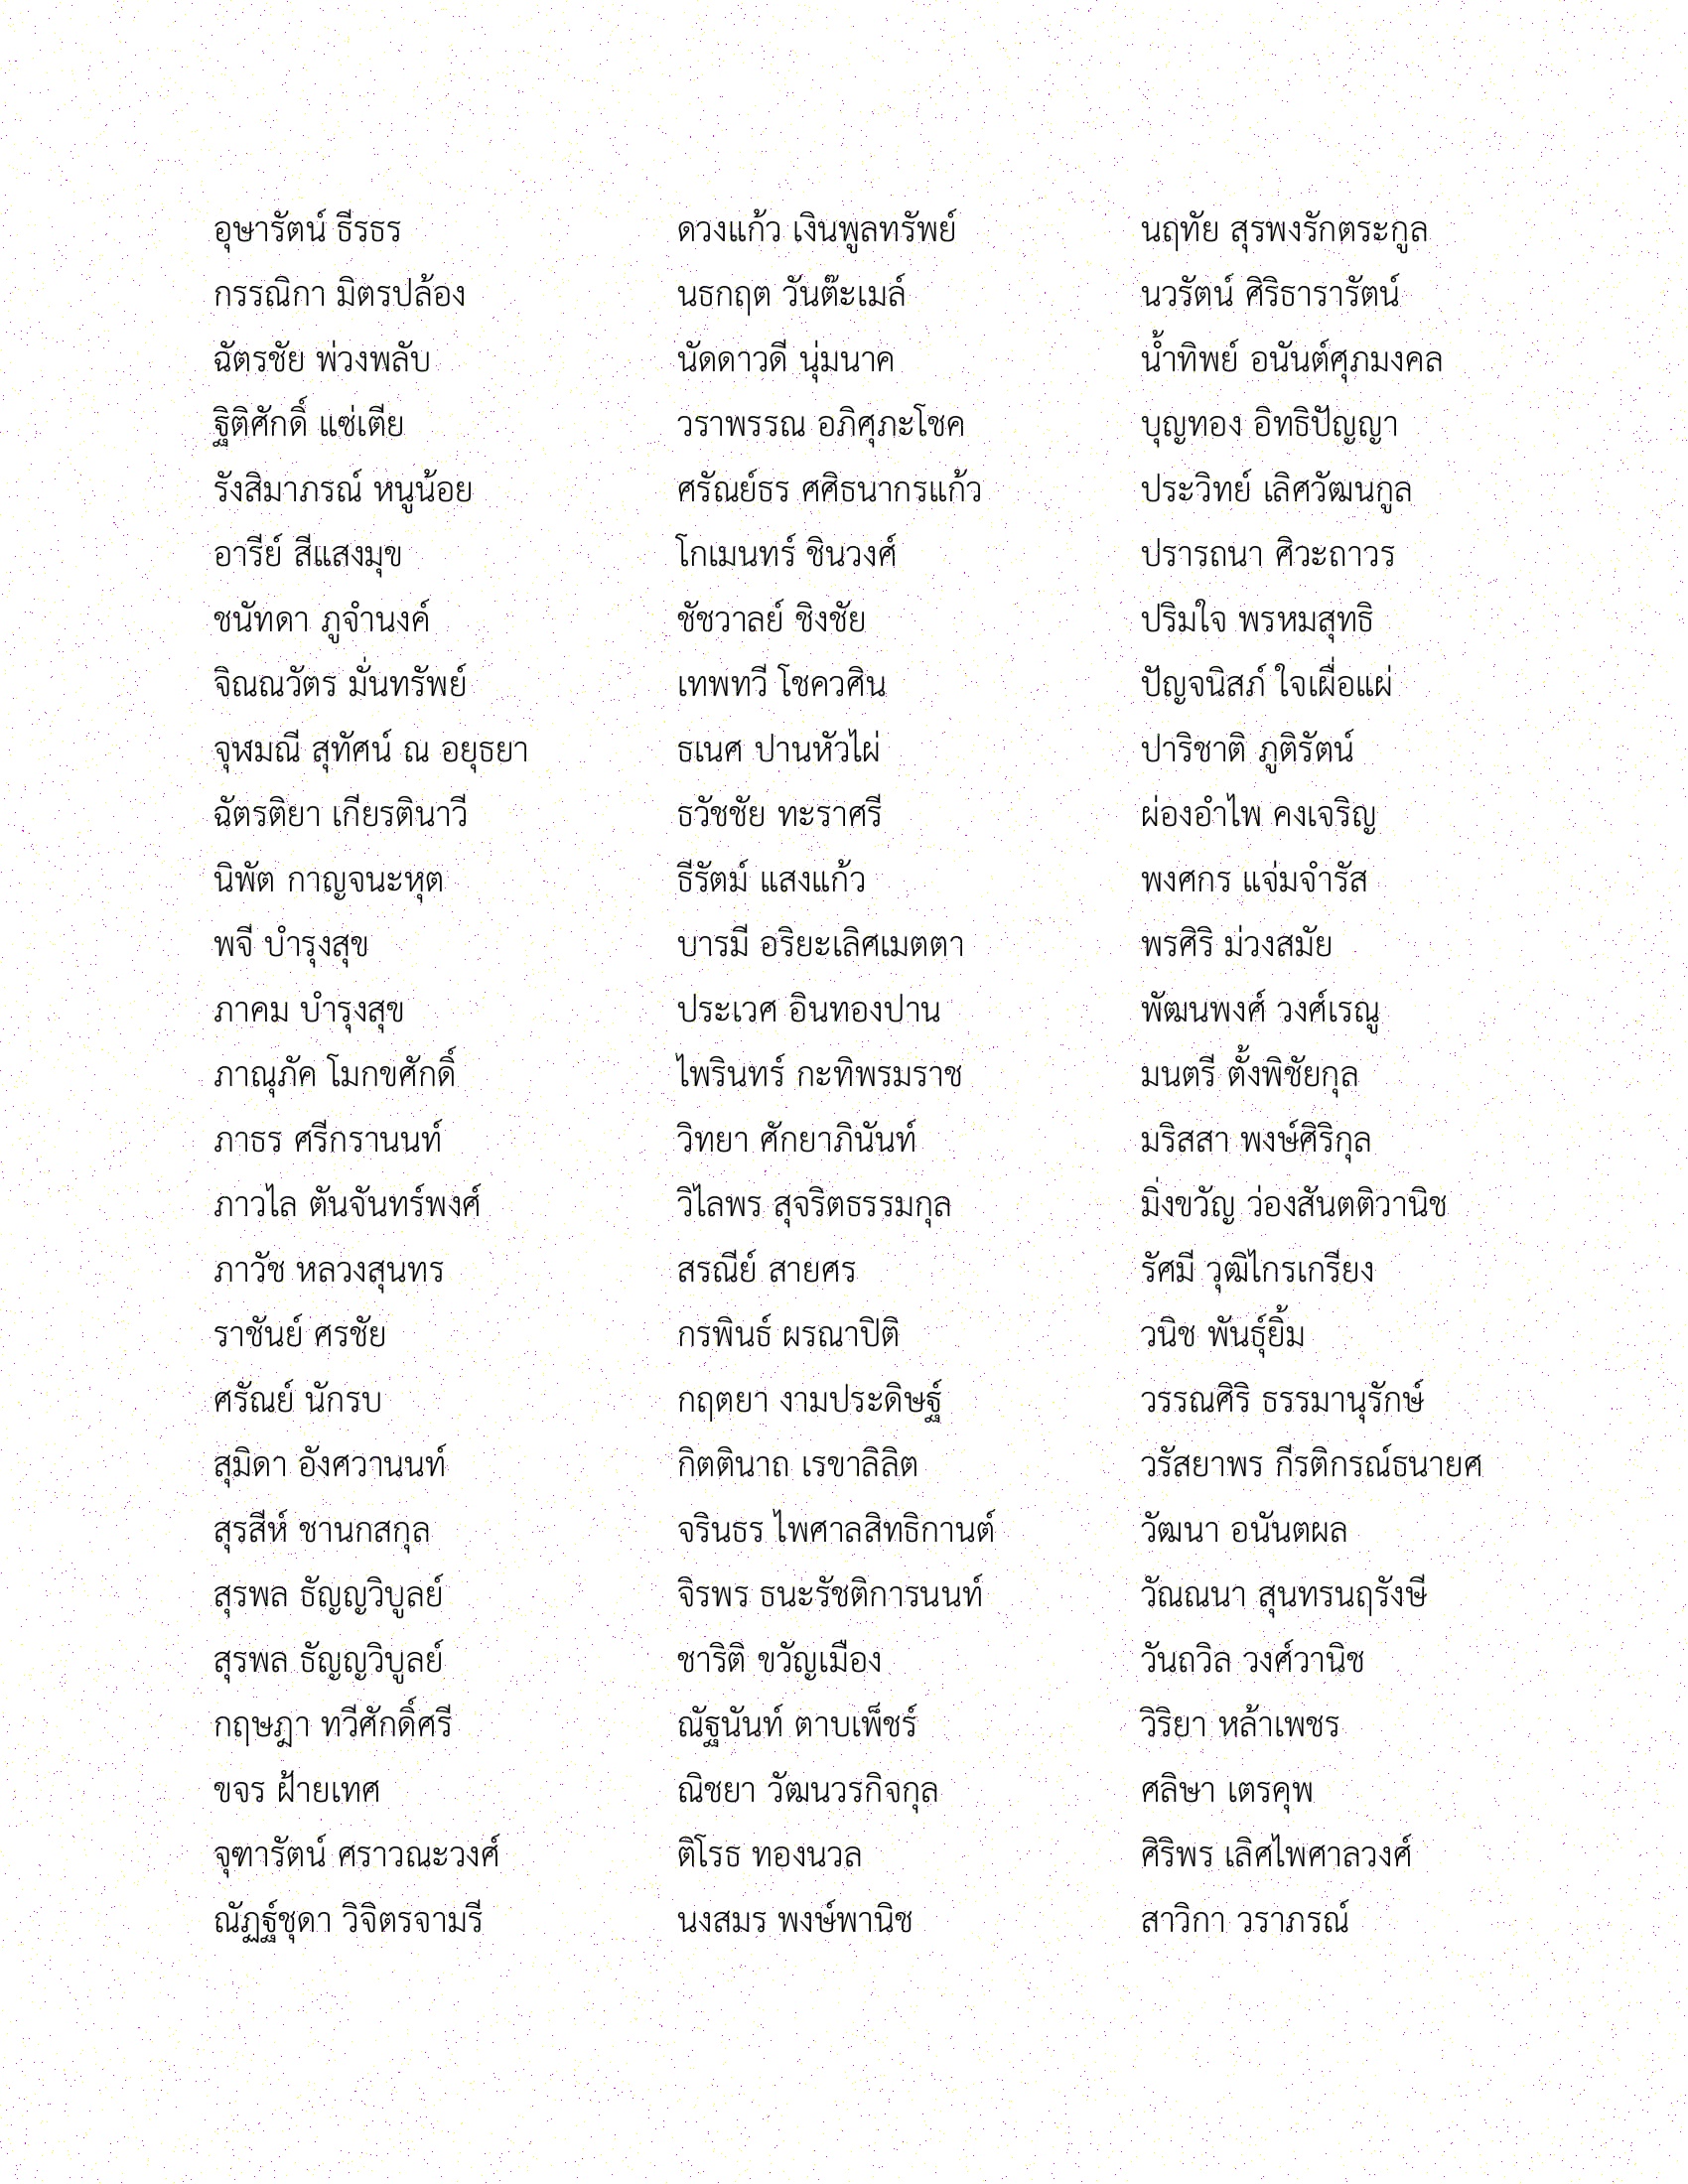 อุษารัตน์ ธีรธร
กรรณิกา มิตรปล้อง
ฉัตรชัย พ่วงพลับ
ฐิติศักดิ์ แซ่เตีย
รังสิมาภรณ์ หนูน้อย
อารีย์ สีแสงมุข
ชนัทดา ภูจำนงค์
จิณณวัตร มั่นทรัพย์
จุฬมณี สุทัศน์ ณ อยุธยา
ฉัตรติยา เกียรตินาวี
นิพัต กาญจนะหุต
พจี บำรุงสุข
ภาคม บำรุงสุข
ภาณุภัค โมกขศักดิ์
ภาธร ศรีกรานนท์
ภาวไล ตันจันทร์พงศ์
ภาวัช หลวงสุนทร
ราชันย์ ศรชัย
ศรัณย์ นักรบ
สุมิดา อังศวานนท์
สุรสีห์ ชานกสกุล
สุรพล ธัญญวิบูลย์
สุรพล ธัญญวิบูลย์
กฤษฎา ทวีศักดิ์ศรี
ขจร ฝ้ายเทศ
จุฑารัตน์ ศราวณะวงศ์
ณัฏฐ์ชุดา วิจิตรจามรี
ดวงแก้ว เงินพูลทรัพย์
นธกฤต วันต๊ะเมล์
นัดดาวดี นุ่มนาค
วราพรรณ อภิศุภะโชค
ศรัณย์ธร ศศิธนากรแก้ว
โกเมนทร์ ชินวงศ์
ชัชวาลย์ ชิงชัย
เทพทวี โชควศิน
ธเนศ ปานหัวไผ่
ธวัชชัย ทะราศรี
ธีรัตม์ แสงแก้ว
บารมี อริยะเลิศเมตตา
ประเวศ อินทองปาน
ไพรินทร์ กะทิพรมราช
วิทยา ศักยาภินันท์
วิไลพร สุจริตธรรมกุล
สรณีย์ สายศร
กรพินธ์ ผรณาปิติ
กฤตยา งามประดิษฐ์
กิตตินาถ เรขาลิลิต
จรินธร ไพศาลสิทธิกานต์
จิรพร ธนะรัชติการนนท์
ชาริติ ขวัญเมือง
ณัฐนันท์ ตาบเพ็ชร์
ณิชยา วัฒนวรกิจกุล
ติโรธ ทองนวล
นงสมร พงษ์พานิช
นฤทัย สุรพงรักตระกูล
นวรัตน์ ศิริธารารัตน์
น้ำทิพย์ อนันต์ศุภมงคล
บุญทอง อิทธิปัญญา
ประวิทย์ เลิศวัฒนกูล
ปรารถนา ศิวะถาวร
ปริมใจ พรหมสุทธิ
ปัญจนิสภ์ ใจเผื่อแผ่
ปาริชาติ ภูติรัตน์
ผ่องอำไพ คงเจริญ
พงศกร แจ่มจำรัส
พรศิริ ม่วงสมัย
พัฒนพงศ์ วงศ์เรณู
มนตรี ตั้งพิชัยกุล
มริสสา พงษ์ศิริกุล
มิ่งขวัญ ว่องสันตติวานิช
รัศมี วุฒิไกรเกรียง
วนิช พันธุ์ยิ้ม
วรรณศิริ ธรรมานุรักษ์
วรัสยาพร กีรติกรณ์ธนายศ
วัฒนา อนันตผล
วัณณนา สุนทรนฤรังษี
วันถวิล วงศ์วานิช
วิริยา หล้าเพชร
ศลิษา เตรคุพ
ศิริพร เลิศไพศาลวงศ์
สาวิกา วราภรณ์